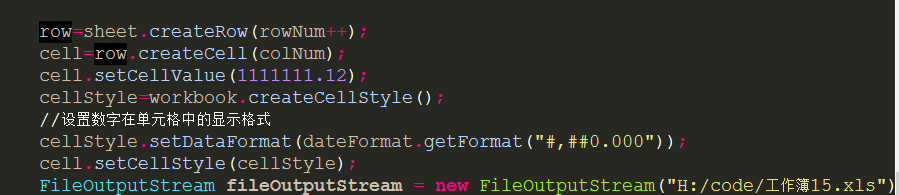 row=sheet.createRow(rowNum++);
cell=row.createCell(colNum);
cell.setCellValue(1111111.12);
cellStyle=workbook.createCellStyle();
//设置数字在单元格中的显示格式
cellStyle.setDataFormat(dateFormat.getFormat("#,##0.000"));
cell.setCellStyle(cellStyle);
FileOutputStream fileOutputStream = new FileOutputStream("H:/code/工作簿15.xls")